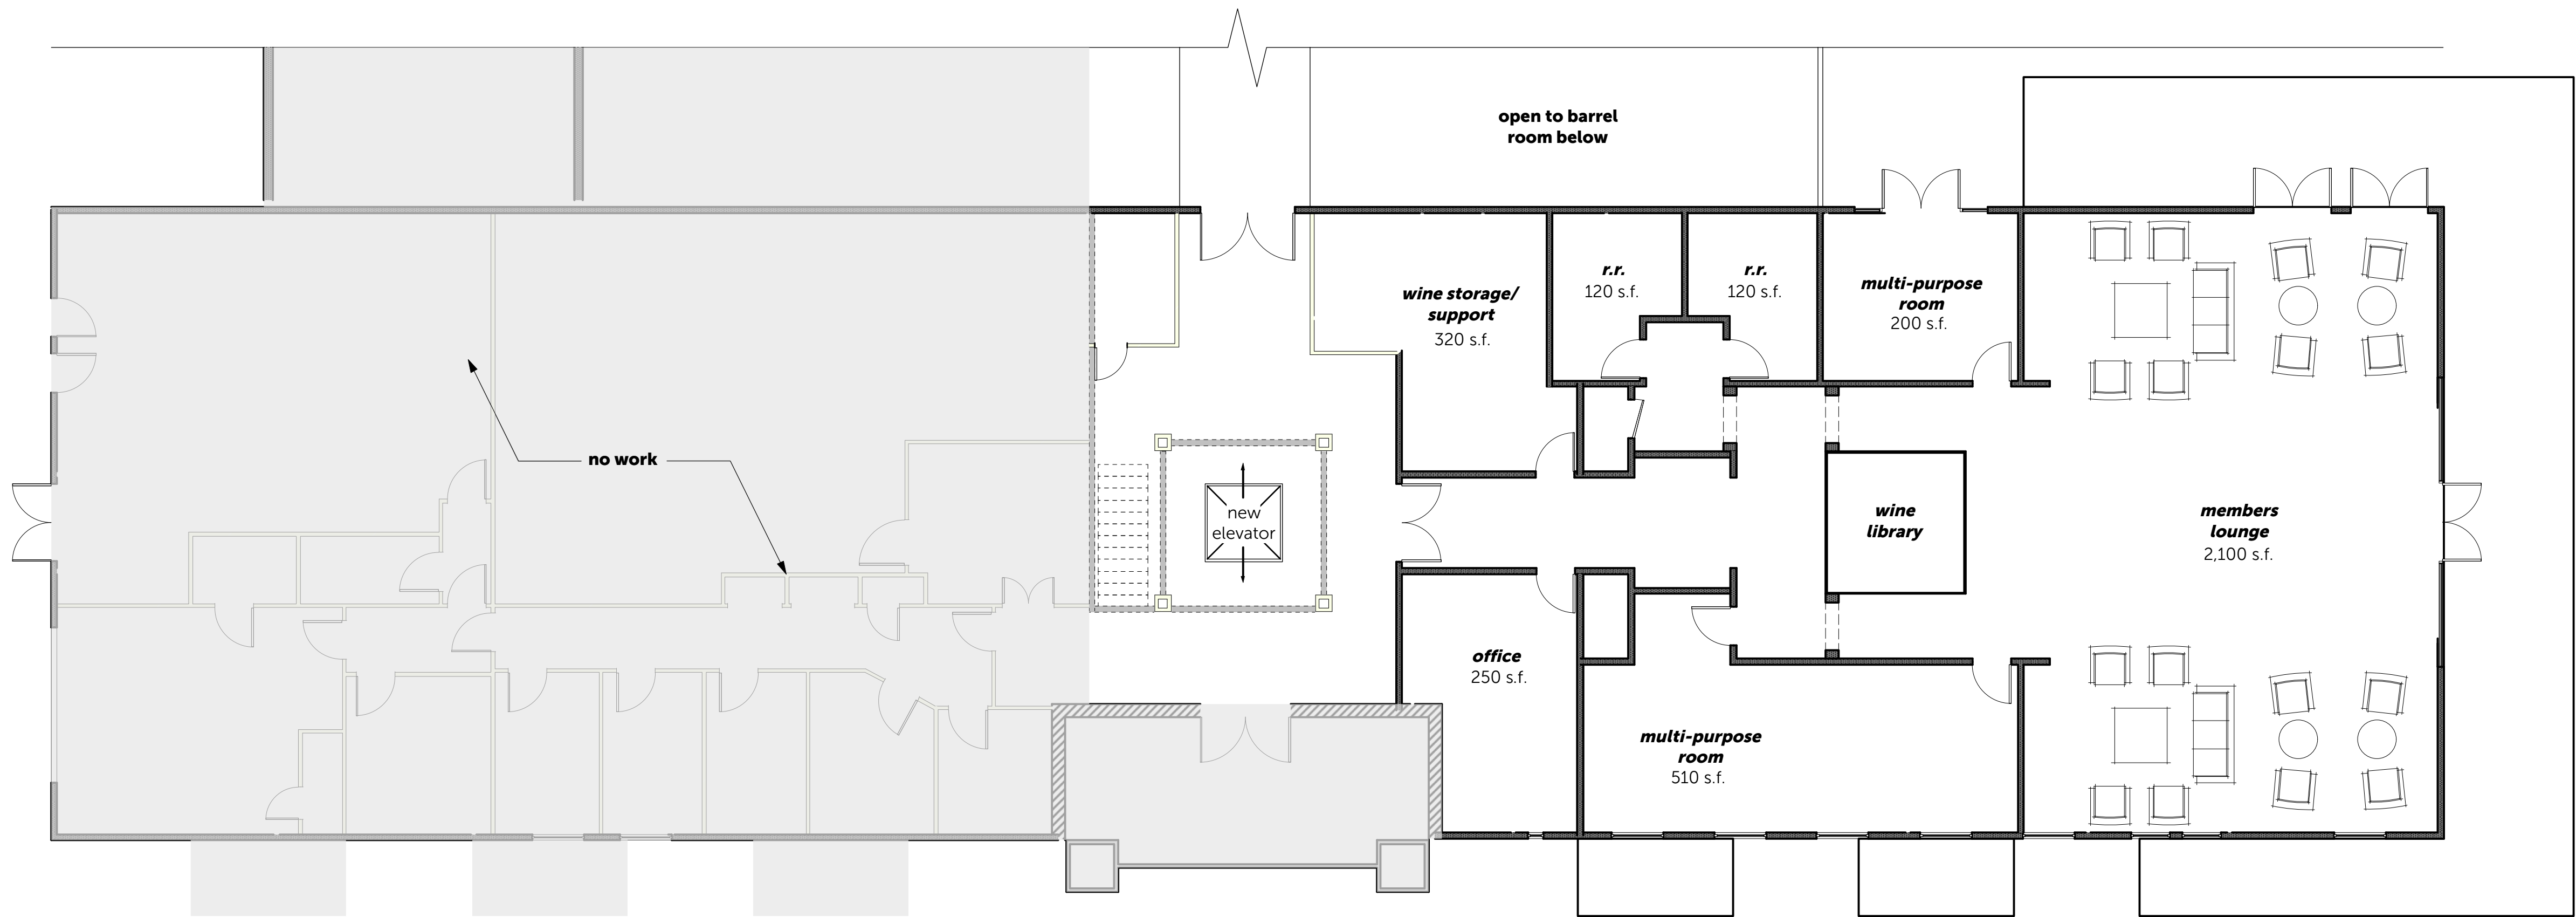 open to barrel
room below
r.r.
120 s.f.
r.r.
120 s.f.
wine storage/
support
320 s.f.
multi-purpose
room
200 s.f.
no work
new
elevator
wine
library
members
lounge
2,100 s.f.
office
250 s.f.
multi-purpose
room
510 s.f.